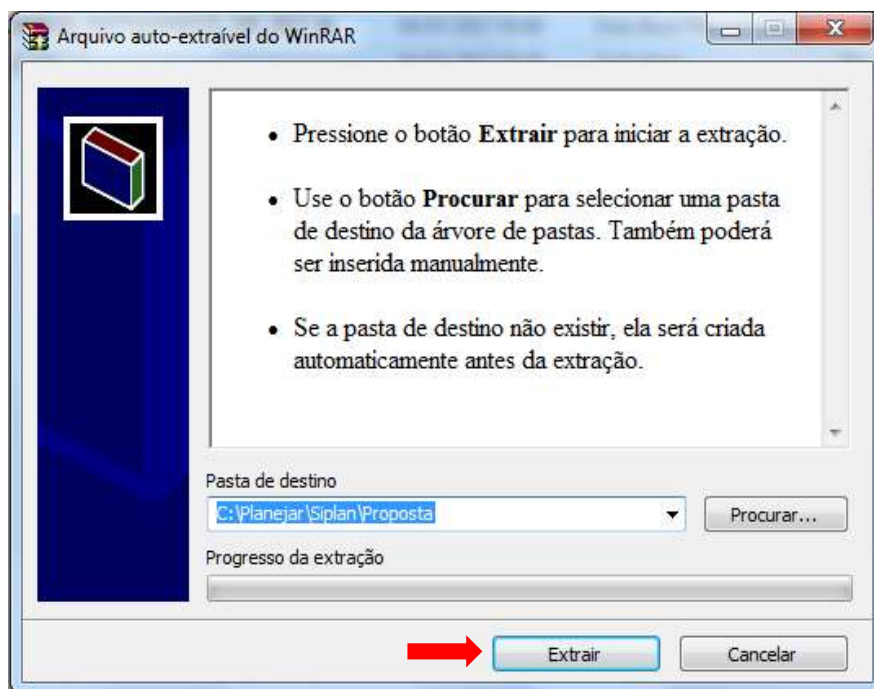 Arquivo auto-extraível do WinRAR
• Pressione o botão Extrair para iniciar a extração.
• Use o botão Procurar para selecionar uma pasta
de destino da árvore de pastas. Também poderá
ser inserida manualmente.
• Se a pasta de destino não existir, ela será criada
automaticamente antes da extração.
Pasta de destino
C:\Planejar\Siplan\Proposta
Procurar...
Progresso da extração
Extrair
Cancelar